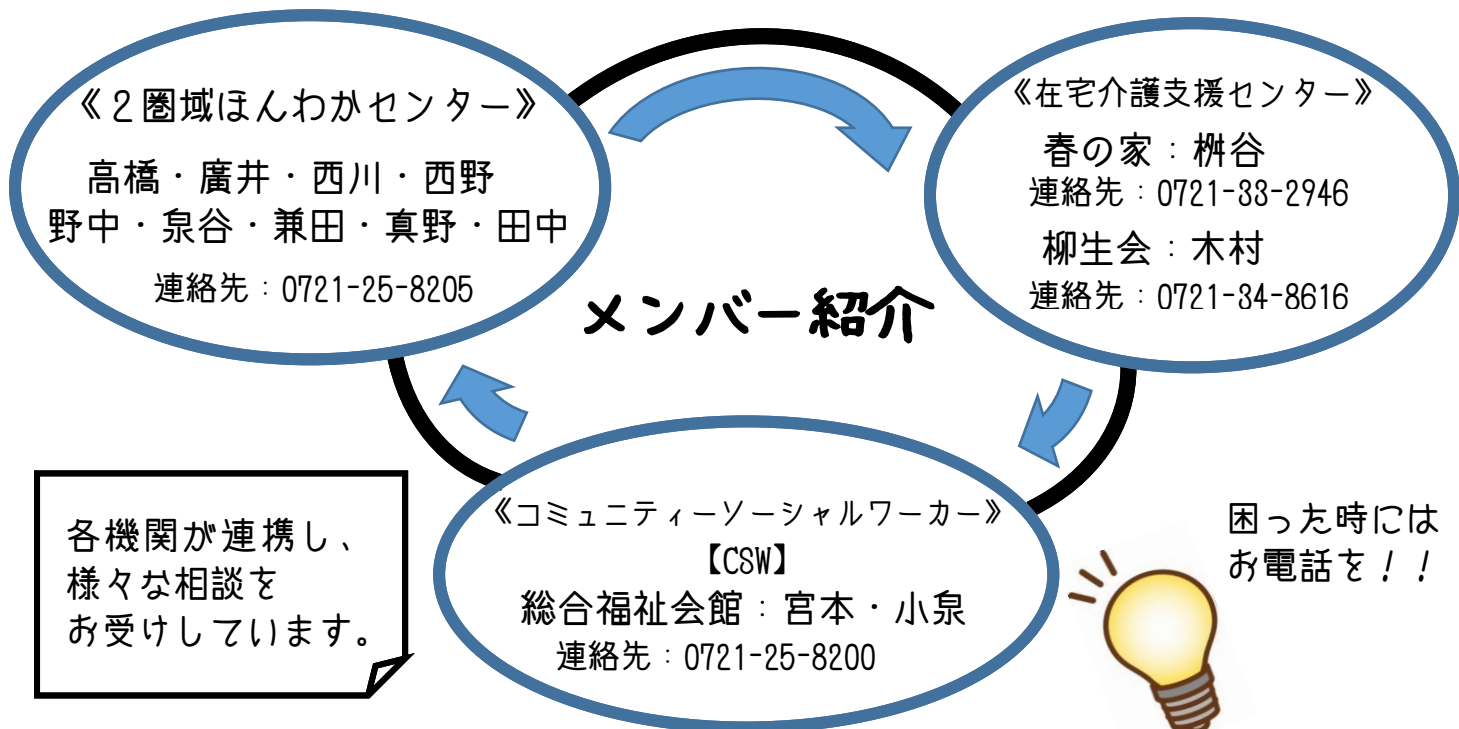 《２圏域ほんわかセンター》
高橋・廣井・西川・西野
野中・泉谷・兼田・真野・田中
連絡先：0721-25-8205
《在宅介護支援センター》
春の家：桝谷
連絡先：0721-33-2946
柳生会：木村
連絡先：0721-34-8616
メンバー紹介
《コミュニティーソーシャルワーカー》
【CSW】
総合福祉会館：宮本・小泉
連絡先：0721-25-8200
各機関が連携し、
様々な相談を
お受けしています。
困った時には
お電話を！！